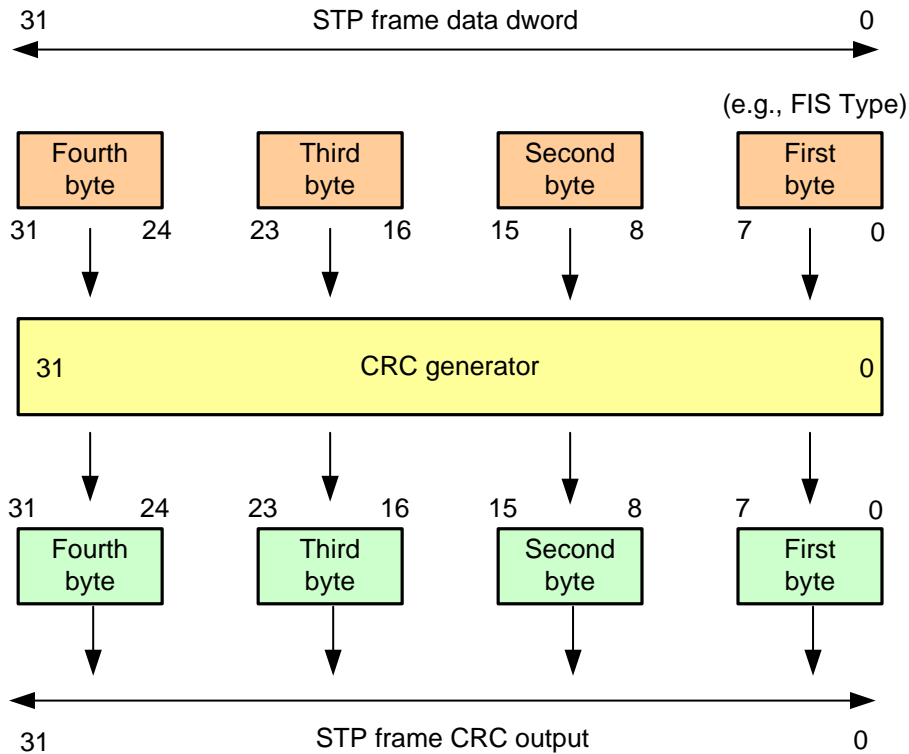 31 STP frame data dword 0
(e.g., FIS Type)
Fourth byte Third byte Second byte First byte
31 24 23 16 15 8 7 0
31 CRC generator 0
31 24 23 16 15 8 7 0
Fourth byte Third byte Second byte First byte
31 STP frame CRC output 0